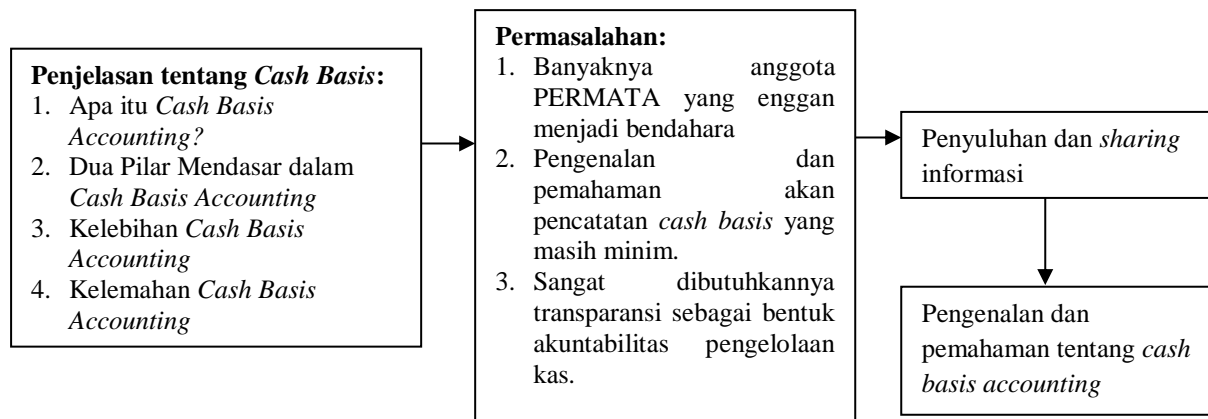 Penjelasan tentang Cash Basis:
1. Apa itu Cash Basis
Accounting?
2. Dua Pilar Mendasar dalam
Cash Basis Accounting
3. Kelebihan Cash Basis
Accounting
4. Kelemahan Cash Basis
Accounting
Permasalahan:
1. Banyaknya anggota
PERMATA yang enggan
menjadi bendahara
2. Pengenalan dan
pemahaman akan
pencatatan cash basis yang
masih minim.
3. Sangat dibutuhkannya
transparansi sebagai bentuk
akuntabilitas pengelolaan
kas.
Penyuluhan dan sharing
informasi
Pengenalan dan
pemahaman tentang cash
basis accounting